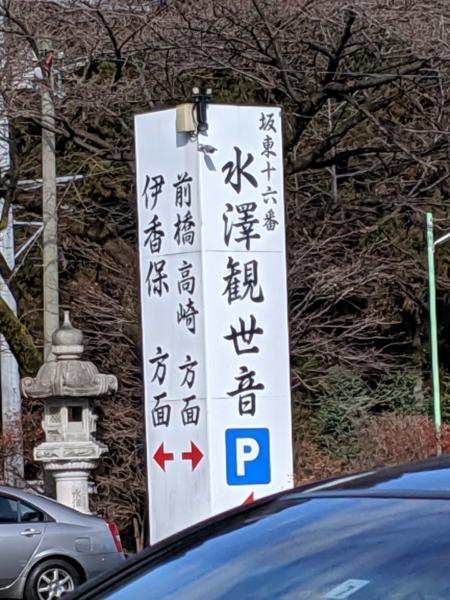 坂東十六番
水澤観世音
P
前橋 高崎 方面
伊香保 方面